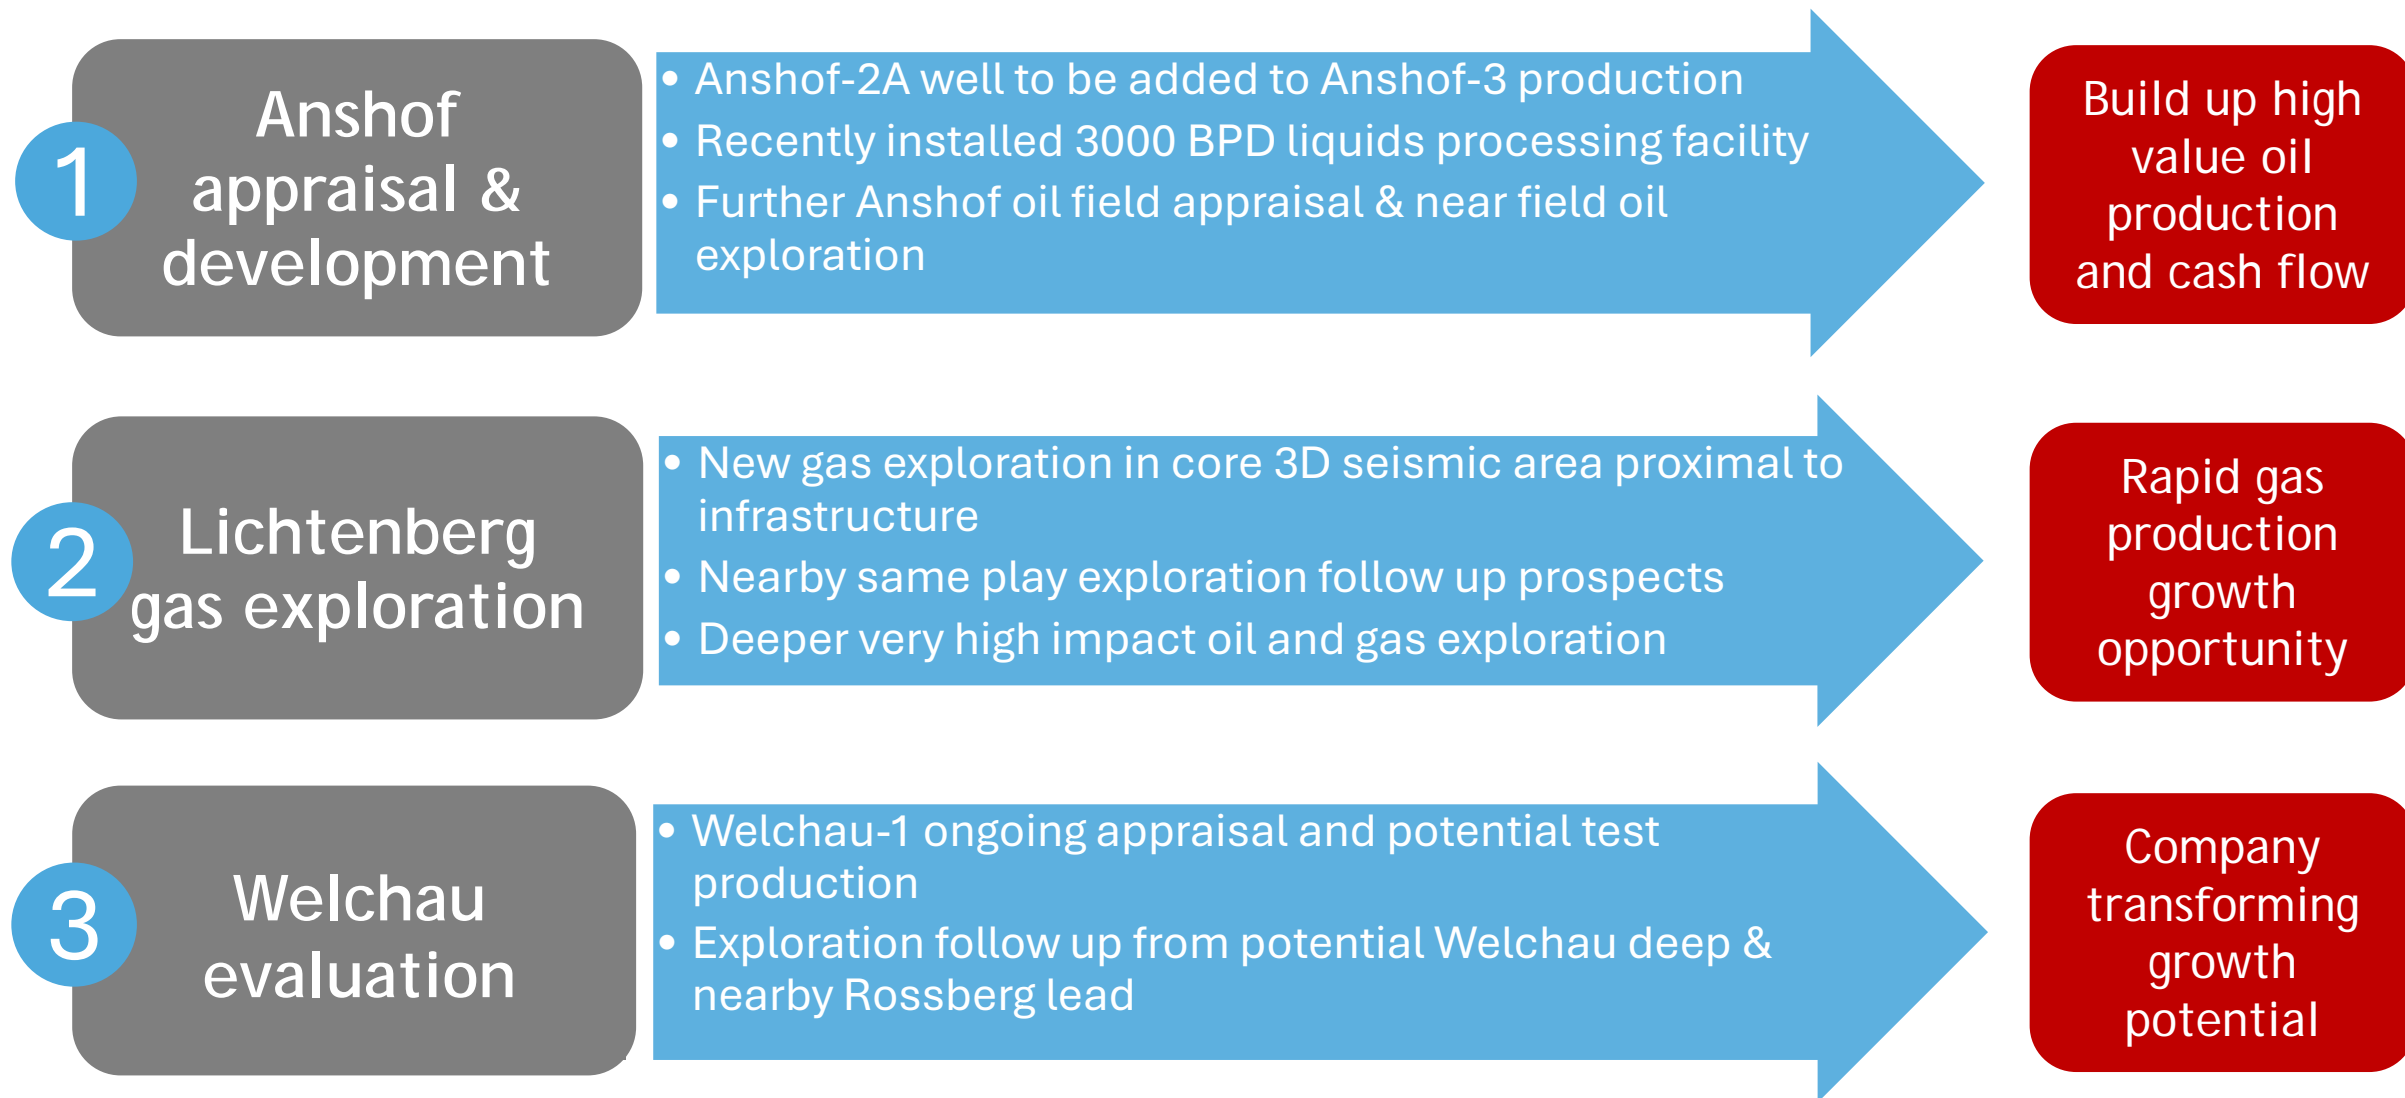 1
Anshof
appraisal &
development
• Anshof-2A well to be added to Anshof-3 production
• Recently installed 3000 BPD liquids processing facility
• Further Anshof oil field appraisal & near field oil
exploration
Build up high
value oil
production
and cash flow
2
Lichtenberg
gas exploration
• New gas exploration in core 3D seismic area proximal to
infrastructure
• Nearby same play exploration follow up prospects
• Deeper very high impact oil and gas exploration
Rapid gas
production
growth
opportunity
3
Welchau
evaluation
• Welchau-1 ongoing appraisal and potential test
production
• Exploration follow up from potential Welchau deep &
nearby Rossberg lead
Company
transforming
growth
potential